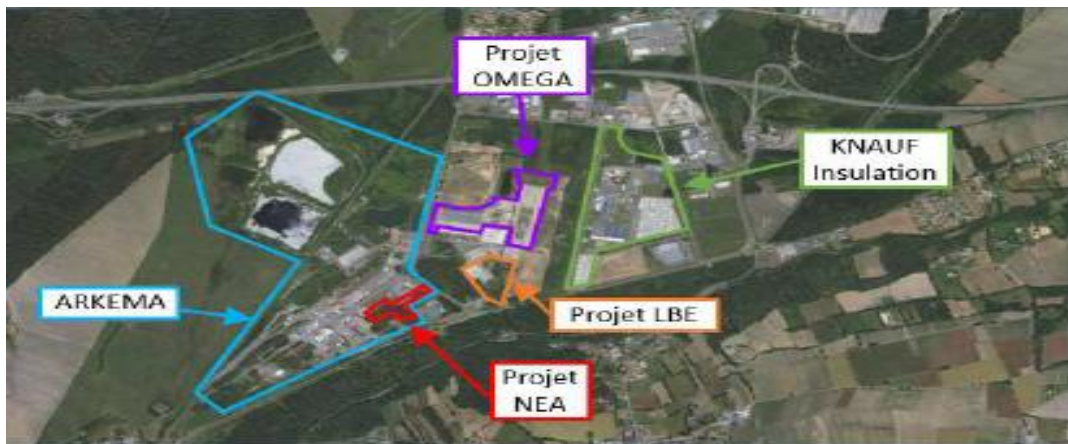 Projet
OMEGA
KNAUF
Insulation
ARKEMA
Projet LBE
Projet
NEA